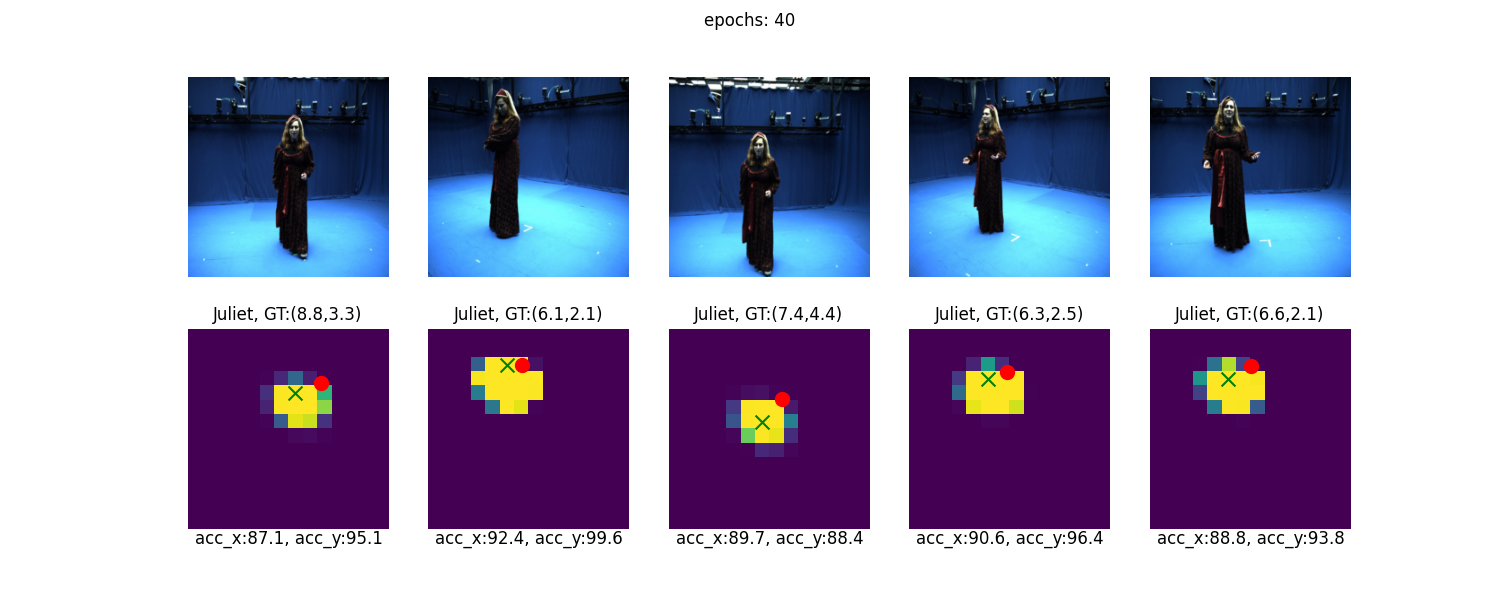 epochs: 40
Juliet, GT:(8.8,3.3)
Juliet, GT:(6.1,2.1)
Juliet, GT:(7.4,4.4)
Juliet, GT:(6.3,2.5)
Juliet, GT:(6.6,2.1)
acc_x:87.1, acc_y:95.1
acc_x:92.4, acc_y:99.6
acc_x:89.7, acc_y:88.4
acc_x:90.6, acc_y:96.4
acc_x:88.8, acc_y:93.8